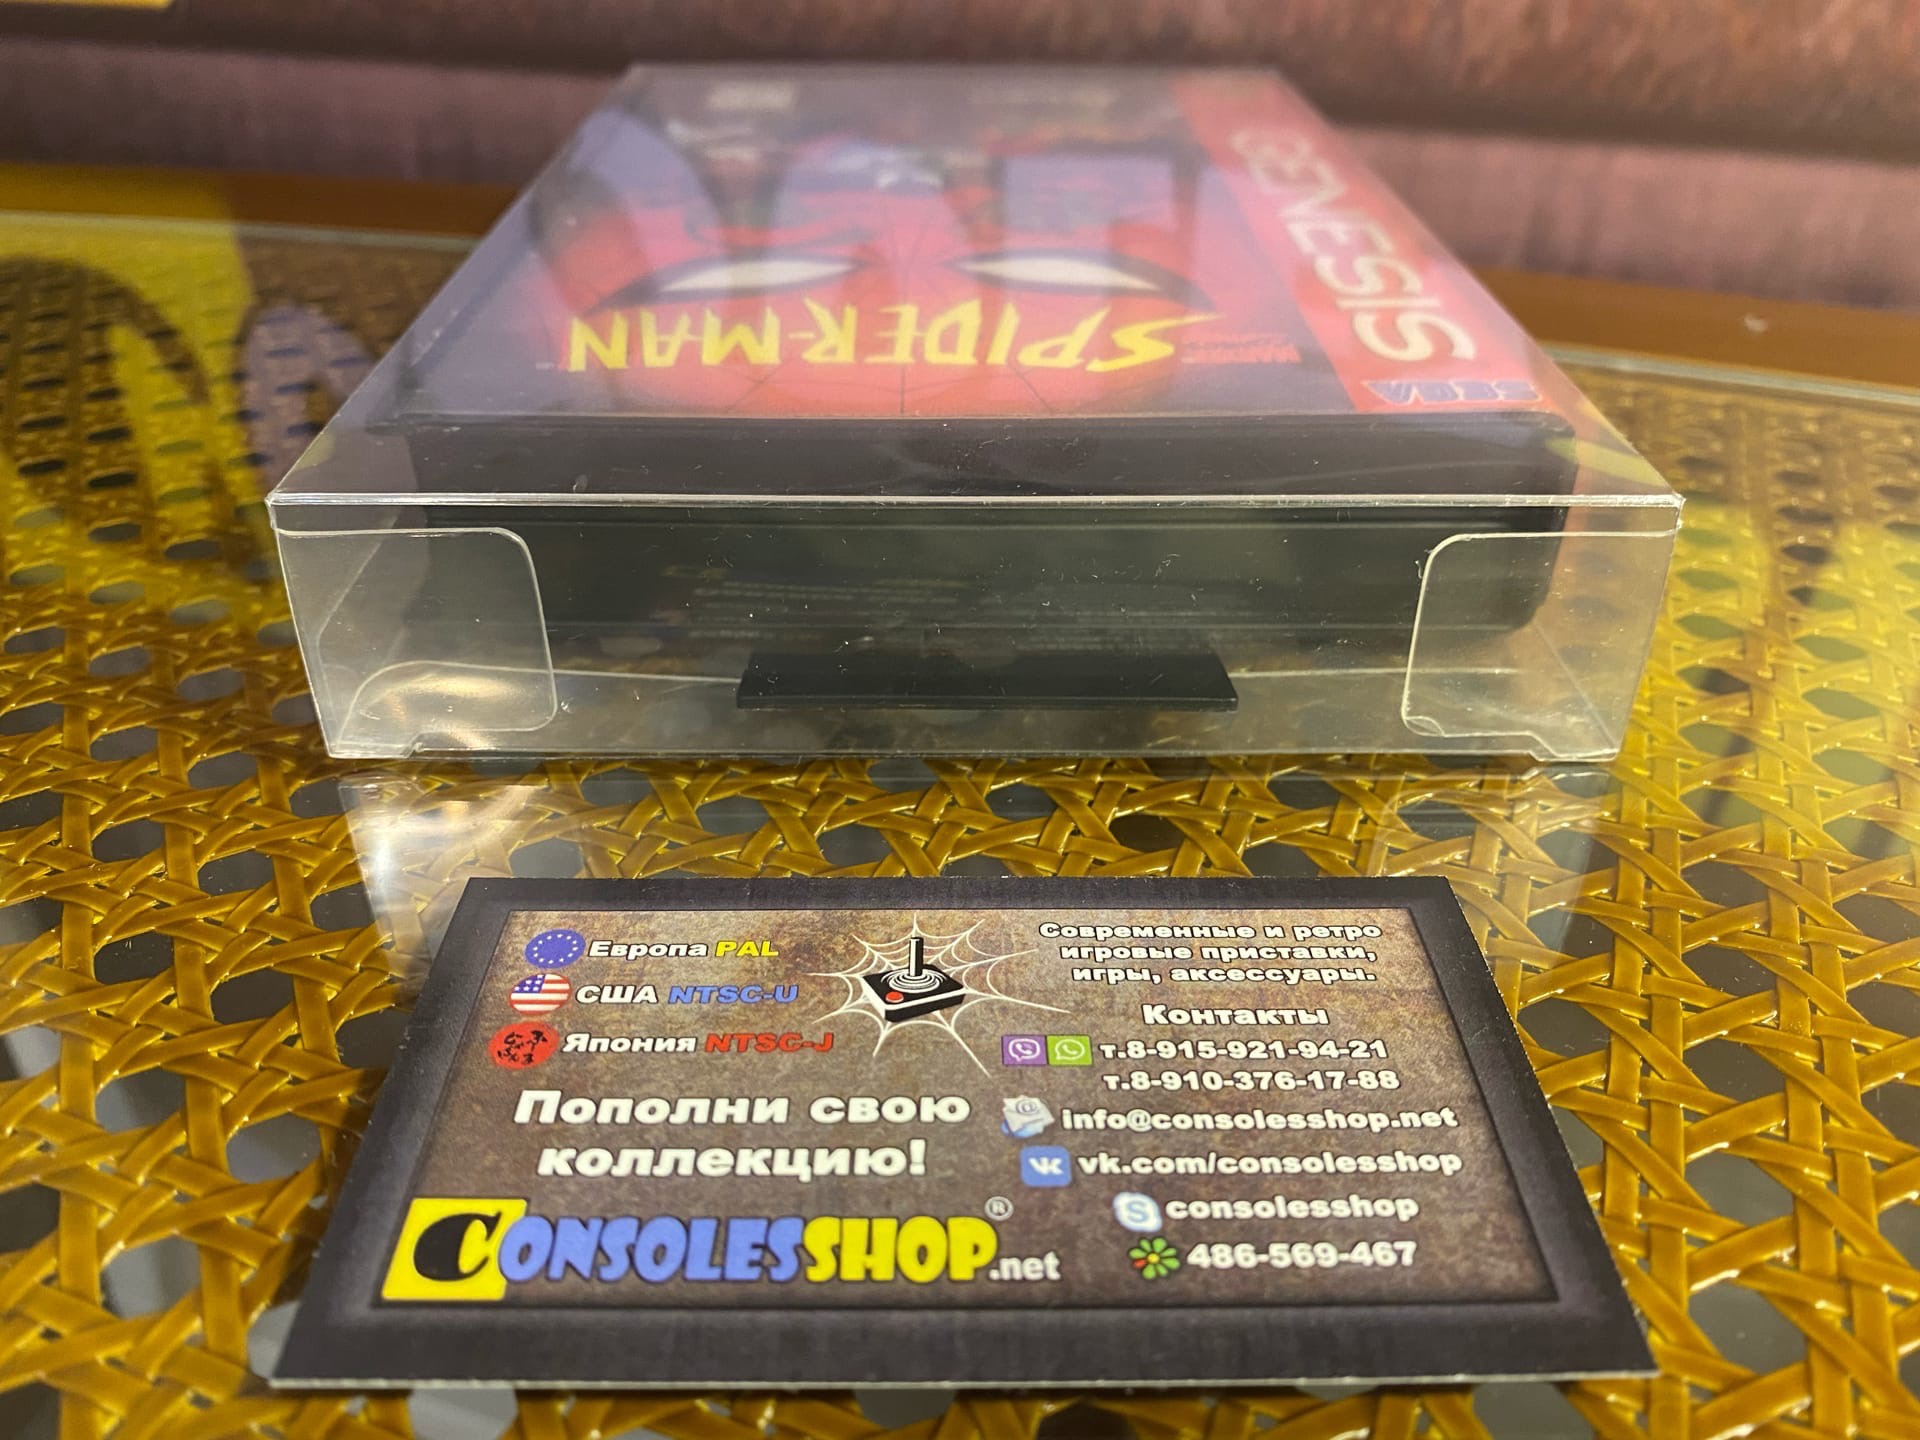 GENESIS
SPIDER-MAN
SEGA
Европа PAL
США NTSC-U
Япония NTSC-J
Пополни свою
коллекцию!
CONSOLESSHOP.net
®
Современные и ретро
игровые приставки,
игры, аксессуары.
Контакты
т.8-915-921-94-21
т.8-910-376-17-88
info@consolesshop.net
vk.com/consolesshop
consolesshop
486-569-467